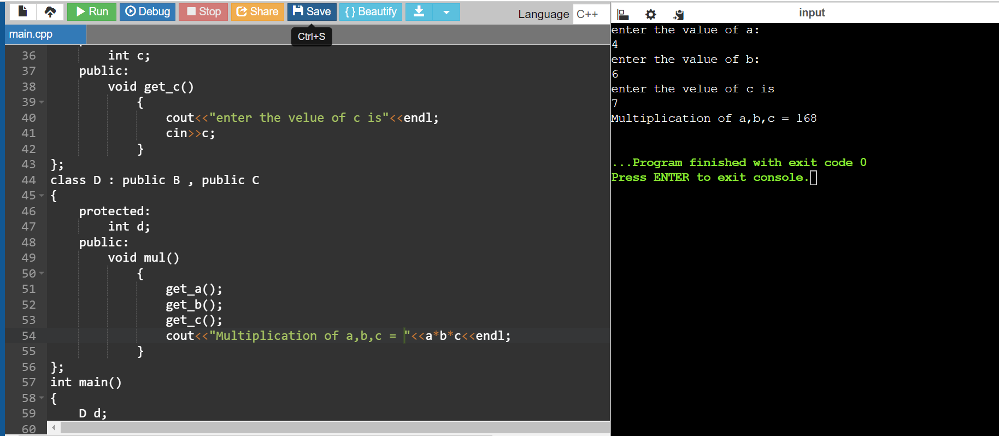 Run Debug Stop Share Save { } Beautify Language C++
main.cpp
Ctrl+S
36 int c;
37 public:
38 void get_c()
39 {
40 cout<<"enter the velue of c is"<<endl;
41 cin>>c;
42 }
43 };
44 class D : public B , public C
45 {
46 protected:
47 int d;
48 public:
49 void mul()
50 {
51 get_a();
52 get_b();
53 get_c();
54 cout<<"Multiplication of a,b,c = "<<a*b*c<<endl;
55 }
56 };
57 int main()
58 {
59 D d;
60
input
enter the value of a:
4
enter the value of b:
6
enter the velue of c is
7
Multiplication of a,b,c = 168
...Program finished with exit code 0
Press ENTER to exit console.